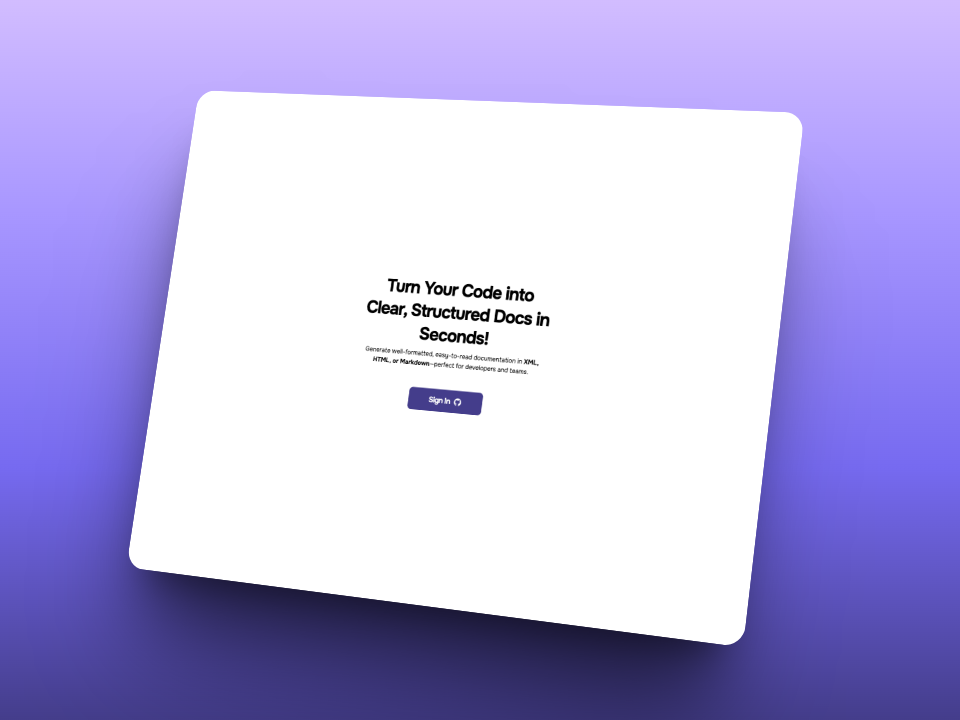 Turn Your Code into
Clear, Structured Docs in
Seconds!
Generate well-formatted, easy-to-read documentation in XML,
HTML, or Markdown—perfect for developers and teams.
Sign In